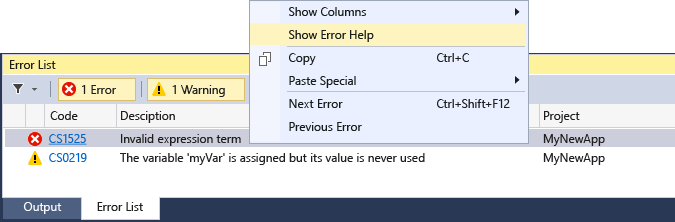 Show Columns
Show Error Help
Copy Ctrl+C
Paste Special
Next Error Ctrl+Shift+F12
Previous Error
Error List
1 Error 1 Warning
Code Desciption Project
CS1525 Invalid expression term MyNewApp
CS0219 The variable 'myVar' is assigned but its value is never used MyNewApp
Output Error List